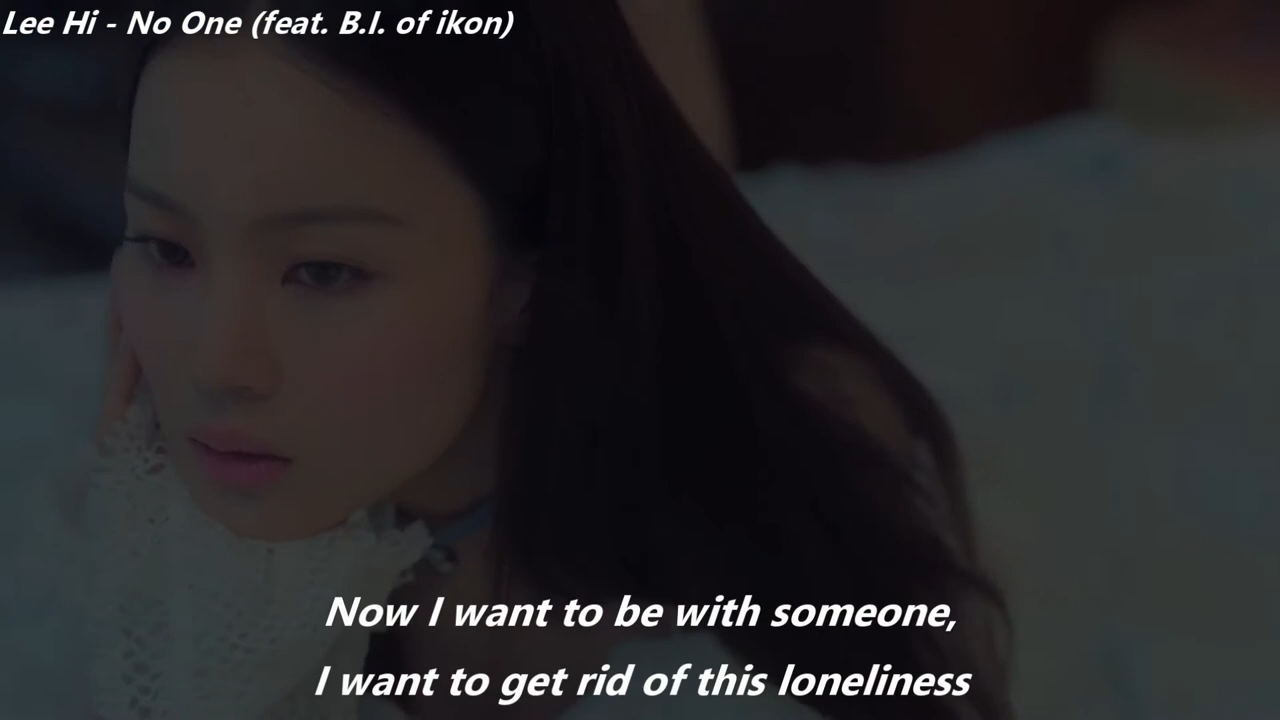 Lee Hi - No One (feat. B.I. of ikon)
Now I want to be with someone,
I want to get rid of this loneliness